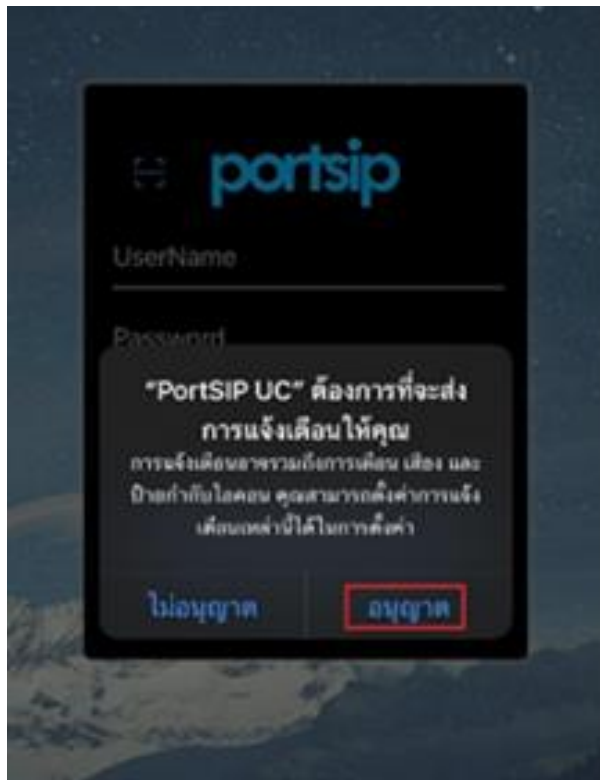 portsip
UserName
Password
"PortSIP UC" ต้องการที่จะส่ง
การแจ้งเตือนให้คุณ
การแจ้งเตือนอาจรวมถึงการเตือน เสียง และ
ป้ายกำกับไอคอน คุณสามารถตั้งค่าการแจ้ง
เตือนเหล่านี้ได้ในการตั้งค่า
ไม่อนุญาต
อนุญาต